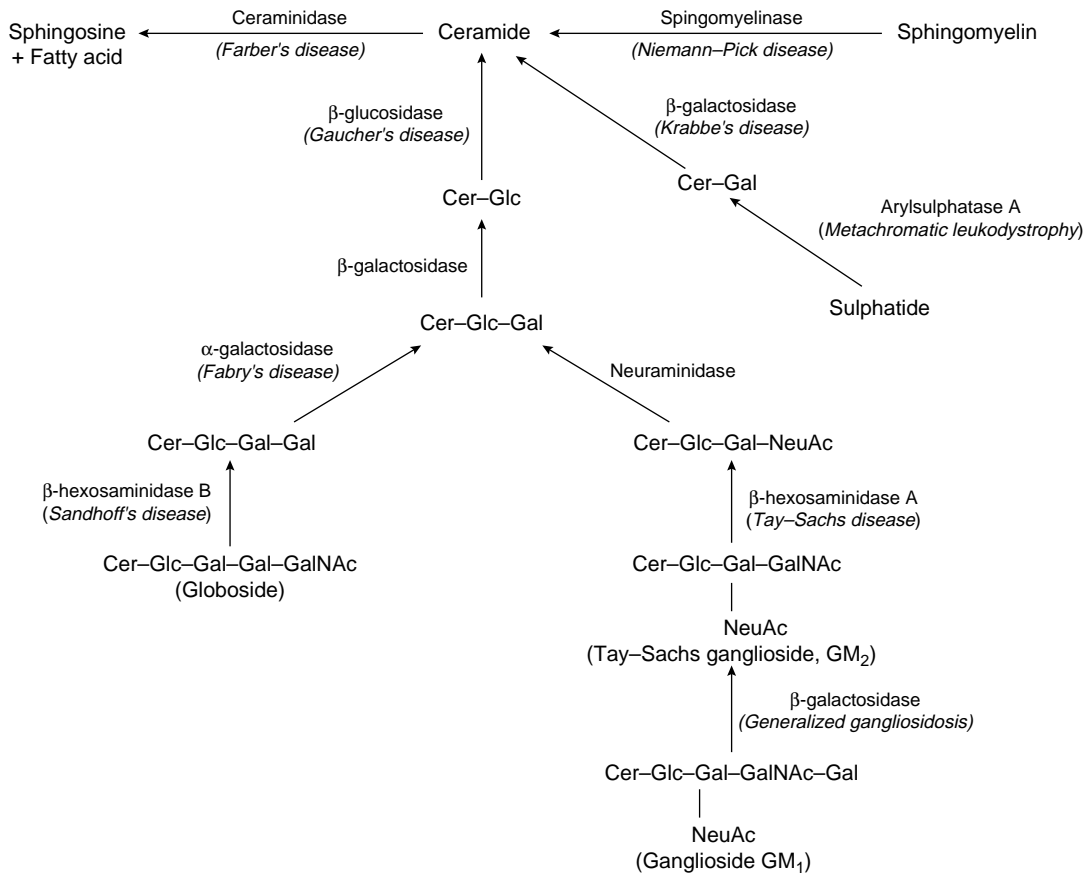 Sphingosine
+ Fatty acid
Ceraminidase
(Farber's disease)
Ceramide
Spingomyelinase
(Niemann–Pick disease)
Sphingomyelin
β-glucosidase
(Gaucher's disease)
β-galactosidase
(Krabbe's disease)
Cer–Glc
Cer–Gal
Arylsulphatase A
(Metachromatic leukodystrophy)
β-galactosidase
Sulphatide
Cer–Glc–Gal
α-galactosidase
(Fabry's disease)
Neuraminidase
Cer–Glc–Gal–Gal
Cer–Glc–Gal–NeuAc
β-hexosaminidase B
(Sandhoff's disease)
β-hexosaminidase A
(Tay–Sachs disease)
Cer–Glc–Gal–Gal–GalNAc
(Globoside)
Cer–Glc–Gal–GalNAc
NeuAc
(Tay–Sachs ganglioside, GM₂)
β-galactosidase
(Generalized gangliosidosis)
Cer–Glc–Gal–GalNAc–Gal
NeuAc
(Ganglioside GM₁)